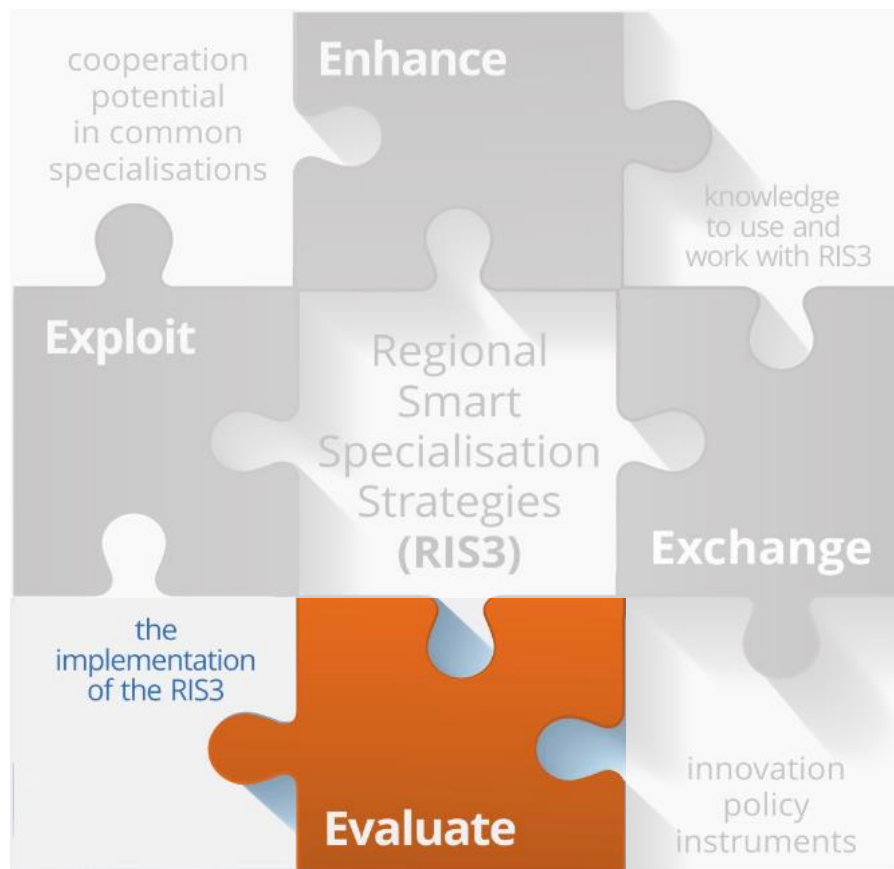 cooperation
potential
in common
specialisations
Enhance
knowledge
to use and
work with RIS3
Exploit
Regional
Smart
Specialisation
Strategies
(RIS3)
Exchange
the
implementation
of the RIS3
Evaluate
innovation
policy
instruments